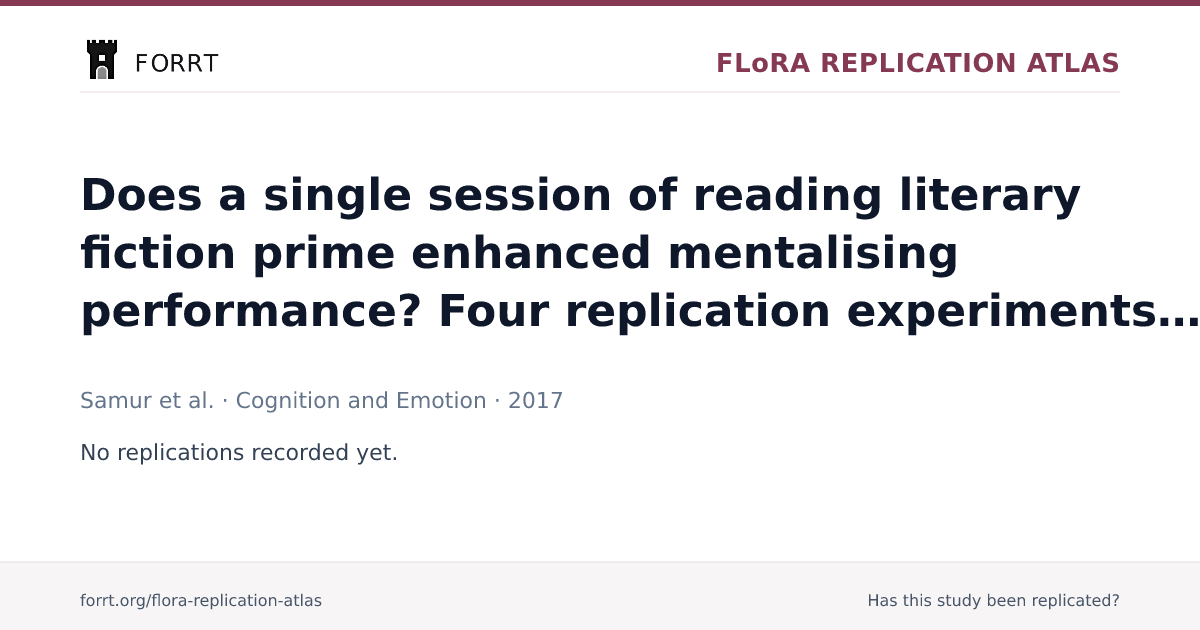 FORRT
FLoRA REPLICATION ATLAS
Does a single session of reading literary
fiction prime enhanced mentalising
performance? Four replication experiments…
Samur et al. · Cognition and Emotion · 2017
No replications recorded yet.
forrt.org/flora-replication-atlas
Has this study been replicated?